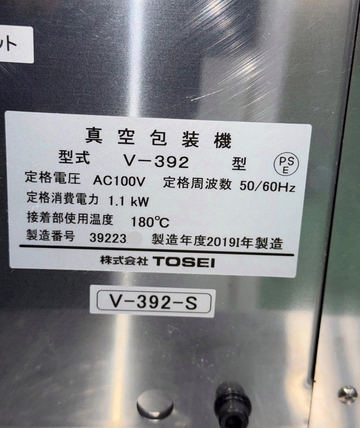 ット
真空包装機
型式 V-392 型 PSE
定格電圧 AC100V 定格周波数 50/60Hz
定格消費電力 1.1 kW
接着部使用温度 180℃
製造番号 39223 製造年度2019I年製造
株式会社 TOSEI
V-392-S